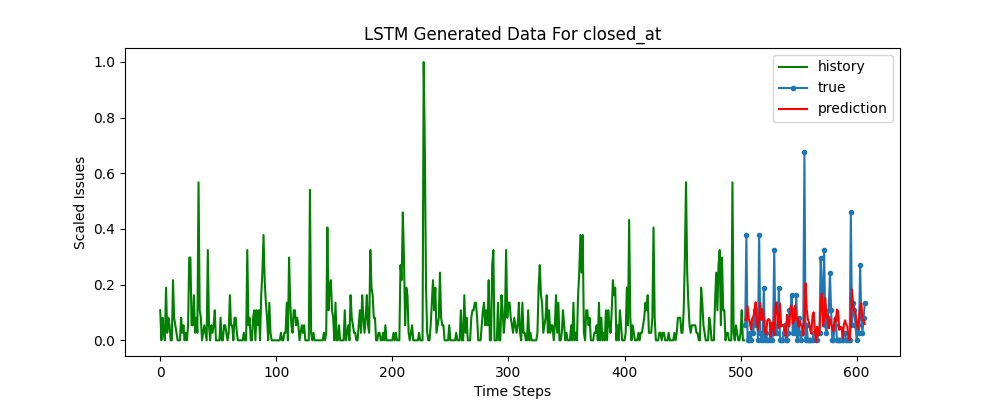 LSTM Generated Data For closed_at
history
true
prediction
Scaled Issues
1.0
0.8
0.6
0.4
0.2
0.0
0 100 200 300 400 500 600
Time Steps